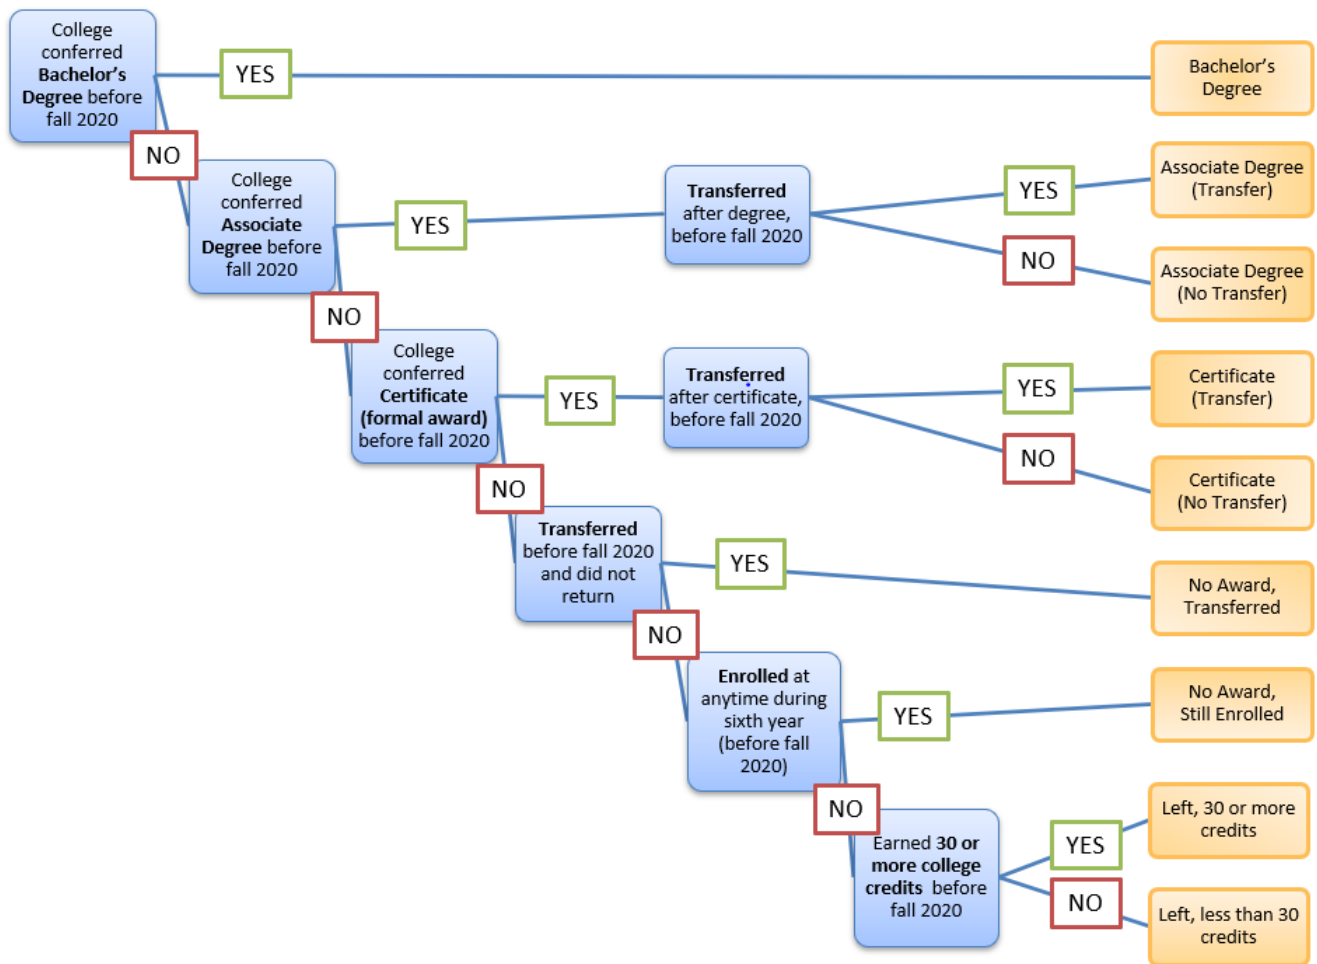 College
conferred
Bachelor's
Degree before
fall 2020
YES
Bachelor's
Degree
NO
College
conferred
Associate
Degree before
fall 2020
YES
Transferred
after degree,
before fall 2020
YES
Associate Degree
(Transfer)
NO
Associate Degree
(No Transfer)
NO
College
conferred
Certificate
(formal award)
before fall 2020
YES
Transferred
after certificate,
before fall 2020
YES
Certificate
(Transfer)
NO
Certificate
(No Transfer)
NO
Transferred
before fall 2020
and did not
return
YES
No Award,
Transferred
NO
Enrolled at
anytime during
sixth year
(before fall
2020)
YES
No Award,
Still Enrolled
NO
Earned 30 or
more college
credits before
fall 2020
YES
Left, 30 or more
credits
NO
Left, less than 30
credits